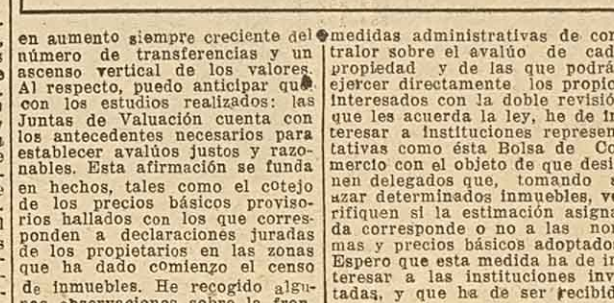 en aumento siempre creciente del
número de transferencias y un
ascenso vertical de los valores.
Al respecto, puedo anticipar que
con los estudios realizados: las
Juntas de Valuación cuenta con
los antecedentes necesarios para
establecer avalúos justos y razo-
nables. Esta afirmación se funda
en hechos, tales como el cotejo
de los precios básicos proviso-
rios hallados con los que corres-
ponden a declaraciones juradas
de los propietarios en las zonas
que ha dado comienzo el censo
de inmuebles. He recogido algu-
medidas administrativas de con
tralor sobre el avalúo de cad
propiedad y de las que podrá
ejercer directamente los propie
interesados con la doble revisió
que les acuerda la ley, he de in
teresar a instituciones represen
tativas como ésta Bolsa de Co
mercio con el objeto de que desi
nen delegados que, tomando a
azar determinados inmuebles, ve
rifiquen si la estimación asigna
da corresponde o no a las nor
mas y precios básicos adoptado
Espero que esta medida ha de in
teresar a las instituciones inv
tadas, y que ha de ser recibid